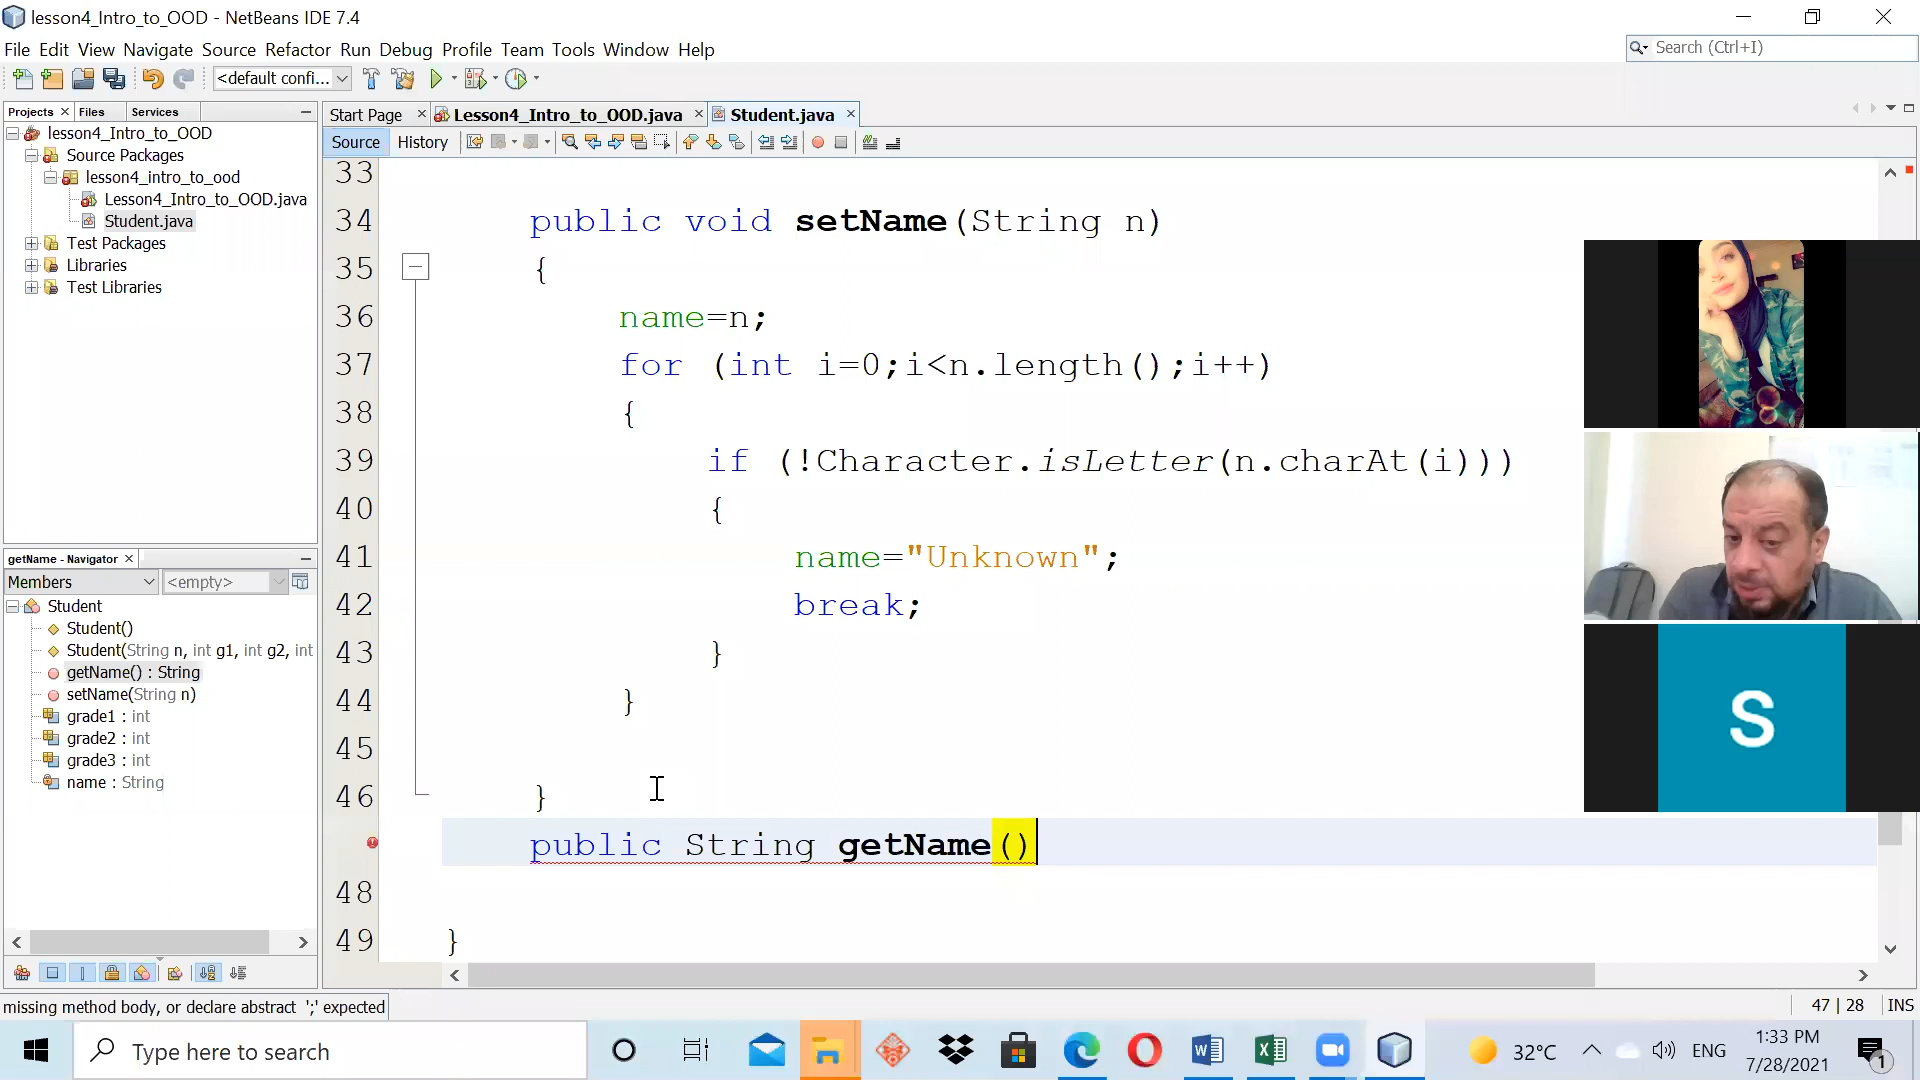 lesson4_Intro_to_OOD - NetBeans IDE 7.4
File Edit View Navigate Source Refactor Run Debug Profile Team Tools Window Help
Search (Ctrl+I)
<default confi...
Projects Files Services
Start Page Lesson4_Intro_to_OOD.java Student.java
Source History
lesson4_Intro_to_OOD
Source Packages
lesson4_intro_to_ood
Lesson4_Intro_to_OOD.java
Student.java
Test Packages
Libraries
Test Libraries
getName - Navigator
Members <empty>
Student
Student()
Student(String n, int g1, int g2, int
getName() : String
setName(String n)
grade1 : int
grade2 : int
grade3 : int
name : String
33
34 public void setName(String n)
35 {
36 name=n;
37 for (int i=0;i<n.length();i++)
38 {
39 if (!Character.isLetter(n.charAt(i)))
40 {
41 name="Unknown";
42 break;
43 }
44 }
45
46 }
public String getName()
48
49 }
S
missing method body, or declare abstract ';' expected
47 | 28 INS
Type here to search
32°C ENG
1:33 PM
7/28/2021
1